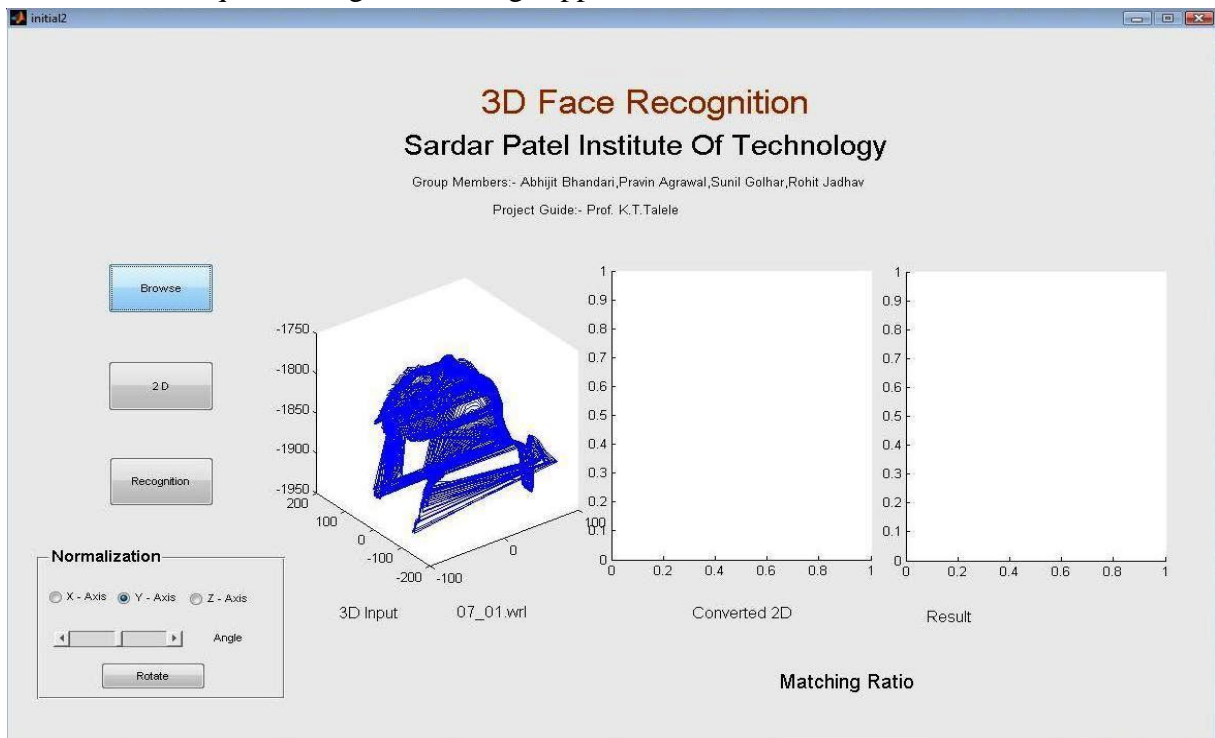 initial2
3D Face Recognition
Sardar Patel Institute Of Technology
Group Members:- Abhijit Bhandari,Pravin Agrawal,Sunil Golhar,Rohit Jadhav
Project Guide:- Prof. K.T.Talele
Browse
2 D
Recognition
Normalization
X - Axis Y - Axis Z - Axis
Angle
Rotate
-1750
-1800
-1850
-1900
-1950
200
100
0
-100
-200
-100
0
100
1
0.9
0.8
0.7
0.6
0.5
0.4
0.3
0.2
0.1
0
0 0.2 0.4 0.6 0.8 1
1
0.9
0.8
0.7
0.6
0.5
0.4
0.3
0.2
0.1
0
0 0.2 0.4 0.6 0.8 1
3D Input 07_01.wrl Converted 2D Result
Matching Ratio